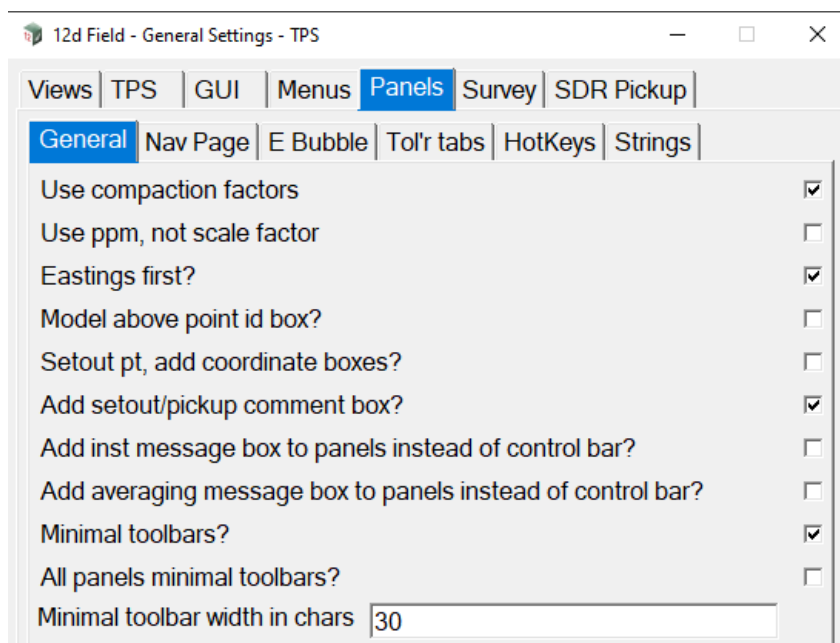 12d Field - General Settings - TPS
Views TPS GUI Menus Panels Survey SDR Pickup
General Nav Page E Bubble Tol'r tabs HotKeys Strings
Use compaction factors
Use ppm, not scale factor
Eastings first?
Model above point id box?
Setout pt, add coordinate boxes?
Add setout/pickup comment box?
Add inst message box to panels instead of control bar?
Add averaging message box to panels instead of control bar?
Minimal toolbars?
All panels minimal toolbars?
Minimal toolbar width in chars 30